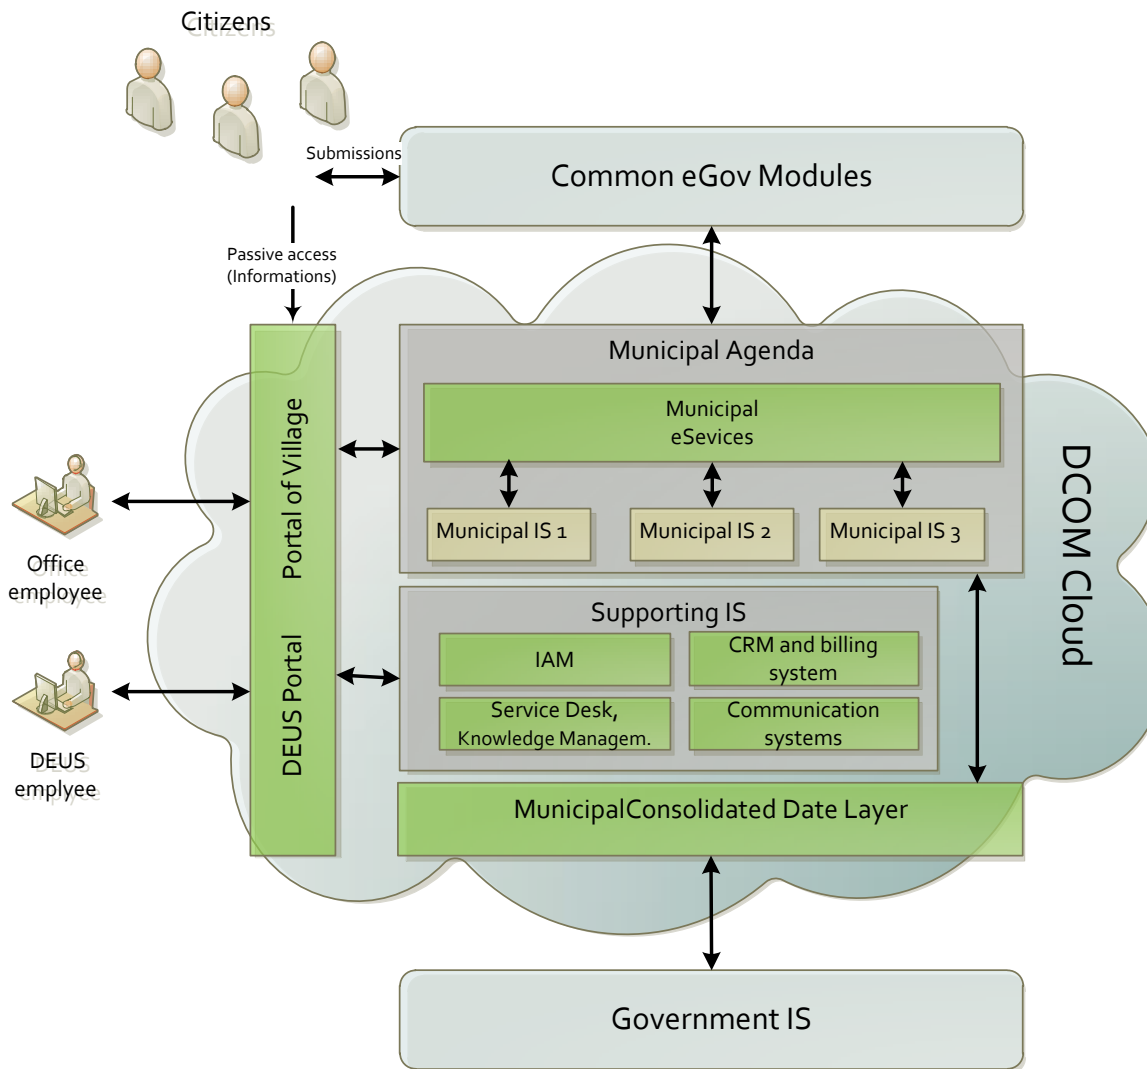 Citizens
Submissions
Common eGov Modules
Passive access
(Informations)
Municipal Agenda
Municipal
eSevices
Municipal IS 1
Municipal IS 2
Municipal IS 3
Portal of Village
DEUS Portal
DCOM Cloud
Office
employee
DEUS
emplyee
Supporting IS
IAM
CRM and billing
system
Service Desk,
Knowledge Managem.
Communication
systems
MunicipalConsolidated Date Layer
Government IS